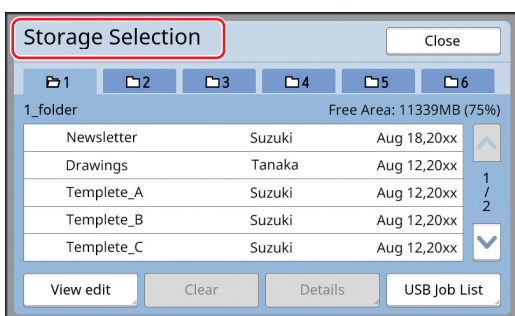 Storage Selection
Close
1 2 3 4 5 6
1_folder Free Area: 11339MB (75%)
Newsletter Suzuki Aug 18,20xx
Drawings Tanaka Aug 12,20xx
Templete_A Suzuki Aug 12,20xx
Templete_B Suzuki Aug 12,20xx
Templete_C Suzuki Aug 12,20xx
1
/
2
View edit Clear Details USB Job List